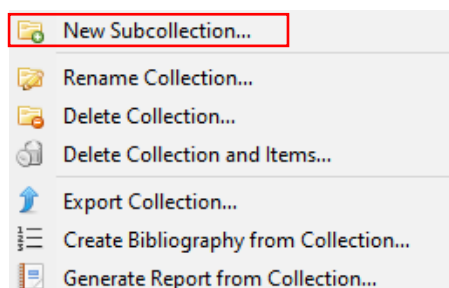 New Subcollection...
Rename Collection...
Delete Collection...
Delete Collection and Items...
Export Collection...
Create Bibliography from Collection...
Generate Report from Collection...